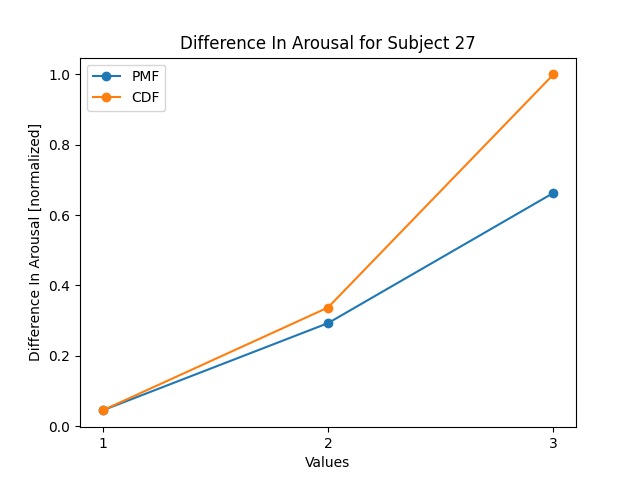 Difference In Arousal for Subject 27
PMF
CDF
Difference In Arousal [normalized]
1.0
0.8
0.6
0.4
0.2
0.0
1 2 3
Values